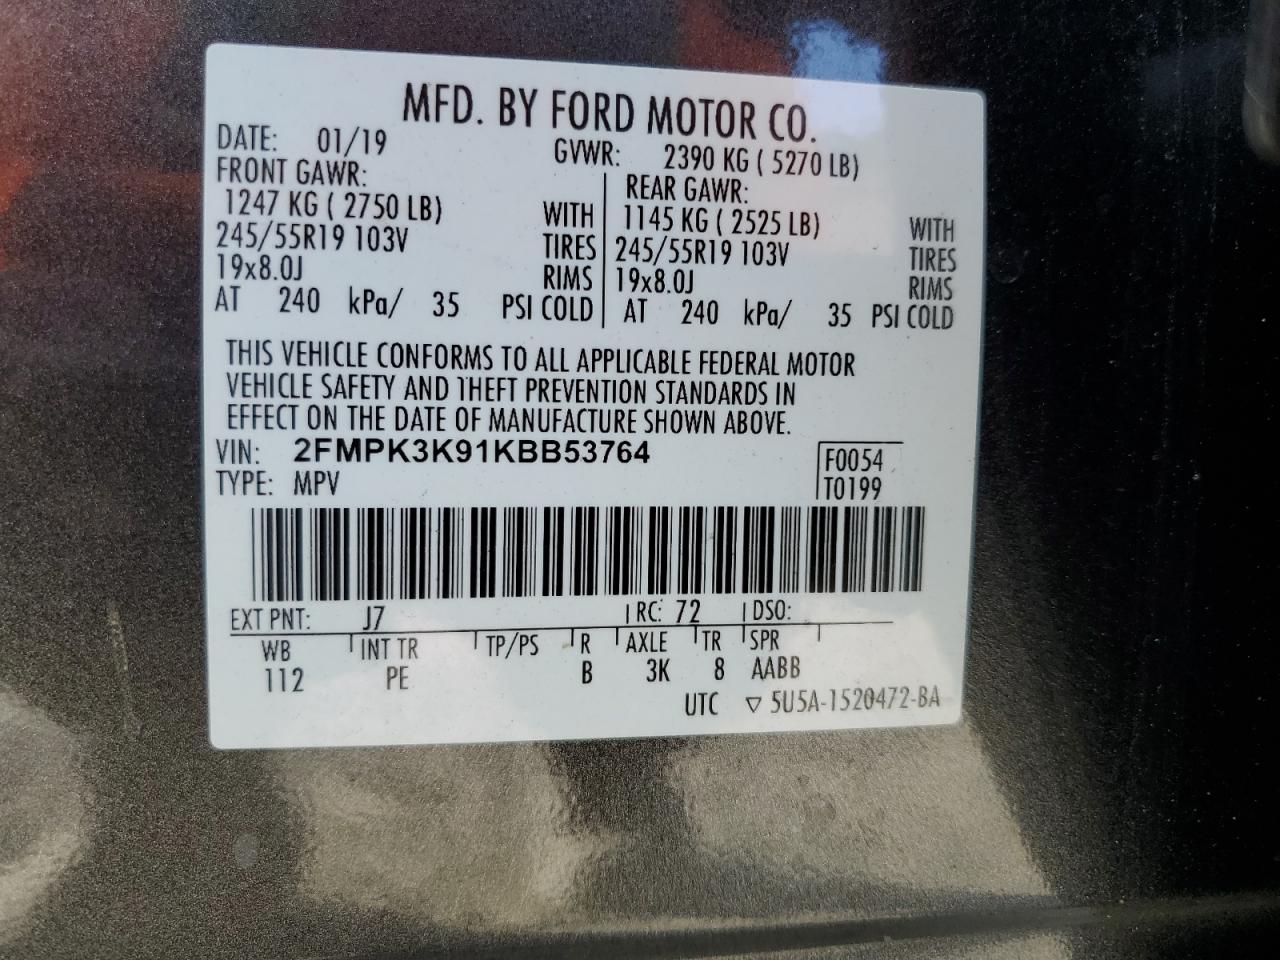 MFD. BY FORD MOTOR CO.
DATE: 01/19 GVWR: 2390 KG ( 5270 LB)
FRONT GAWR: REAR GAWR:
1247 KG ( 2750 LB) WITH 1145 KG ( 2525 LB) WITH
245/55R19 103V TIRES 245/55R19 103V TIRES
19x8.0J RIMS 19x8.0J RIMS
AT 240 kPa/ 35 PSI COLD AT 240 kPa/ 35 PSI COLD
THIS VEHICLE CONFORMS TO ALL APPLICABLE FEDERAL MOTOR
VEHICLE SAFETY AND THEFT PREVENTION STANDARDS IN
EFFECT ON THE DATE OF MANUFACTURE SHOWN ABOVE.
VIN: 2FMPK3K91KBB53764 F0054
TYPE: MPV T0199
EXT PNT: J7 RC: 72 DSO:
WB INT TR TP/PS R AXLE TR SPR
112 PE B 3K 8 AABB
UTC ▽ 5U5A-1520472-BA